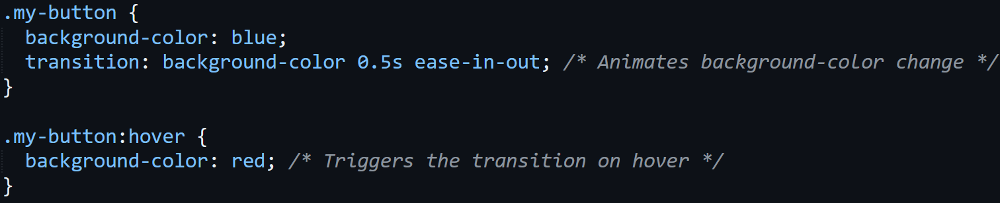 .my-button {
  background-color: blue;
  transition: background-color 0.5s ease-in-out; /* Animates background-color change */
}

.my-button:hover {
  background-color: red; /* Triggers the transition on hover */
}